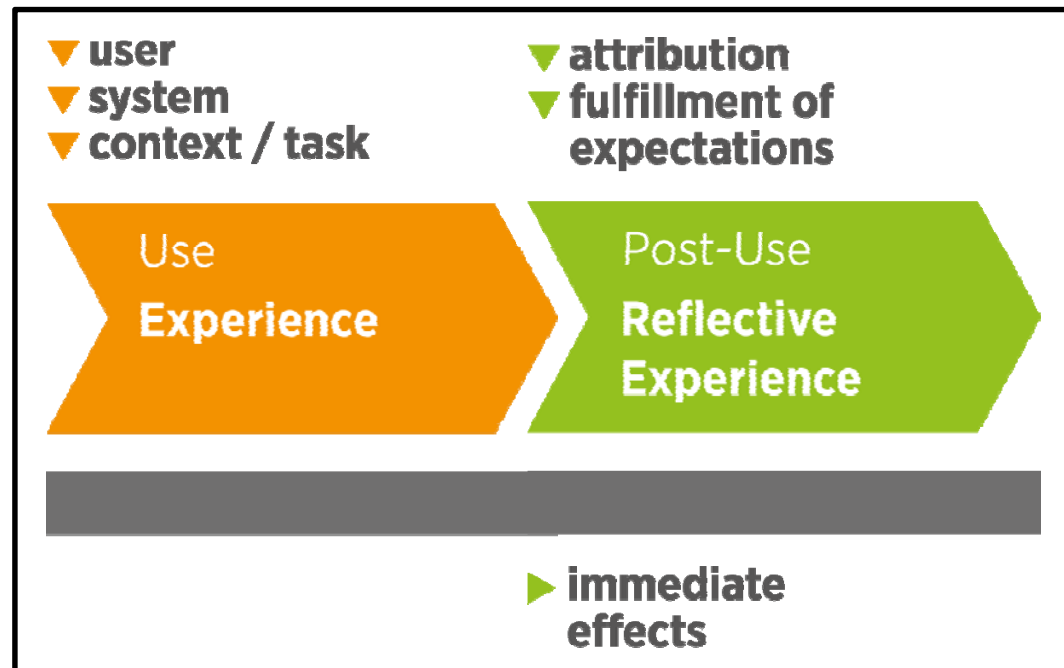 user
system
context / task
attribution
fulfillment of
expectations
Use
Experience
Post-Use
Reflective
Experience
immediate
effects